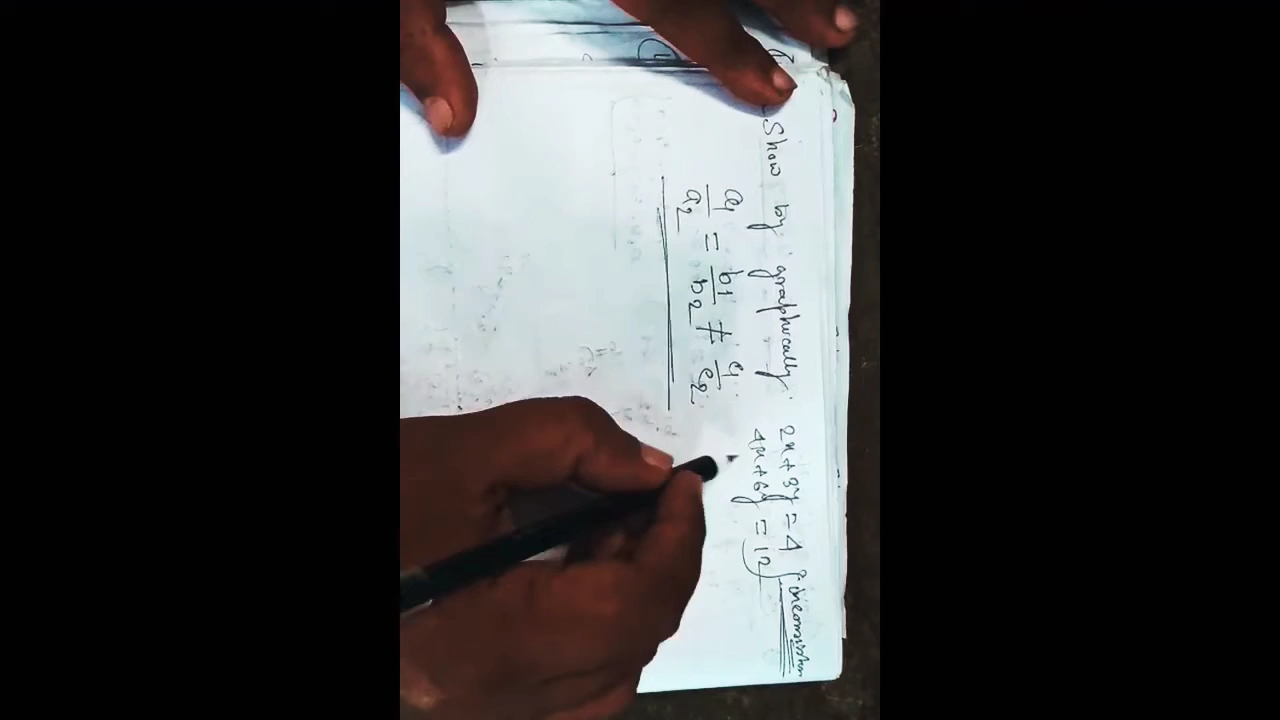 Show by graphically 2x + 3y = 4
4x + 6y = 12
a1/a2 = b1/b2 ≠ c1/c2